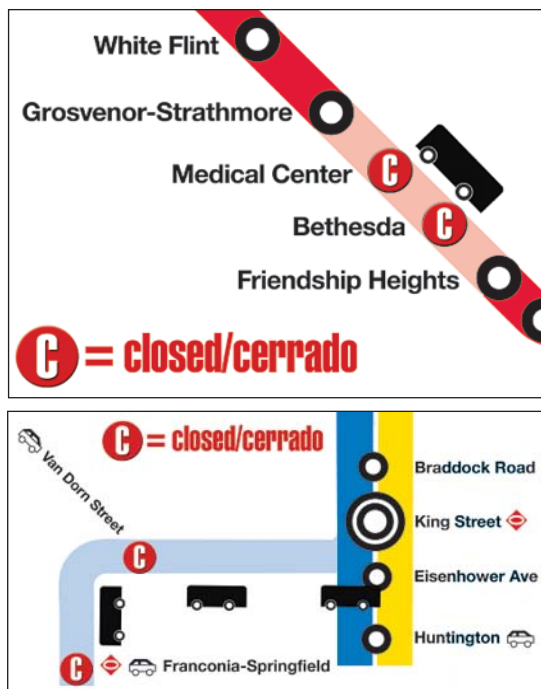 White Flint
Grosvenor-Strathmore
Medical Center C
Bethesda C
Friendship Heights
C = closed/cerrado
C = closed/cerrado
Van Dorn Street
C
Braddock Road
King Street
Eisenhower Ave
Huntington
C Franconia-Springfield